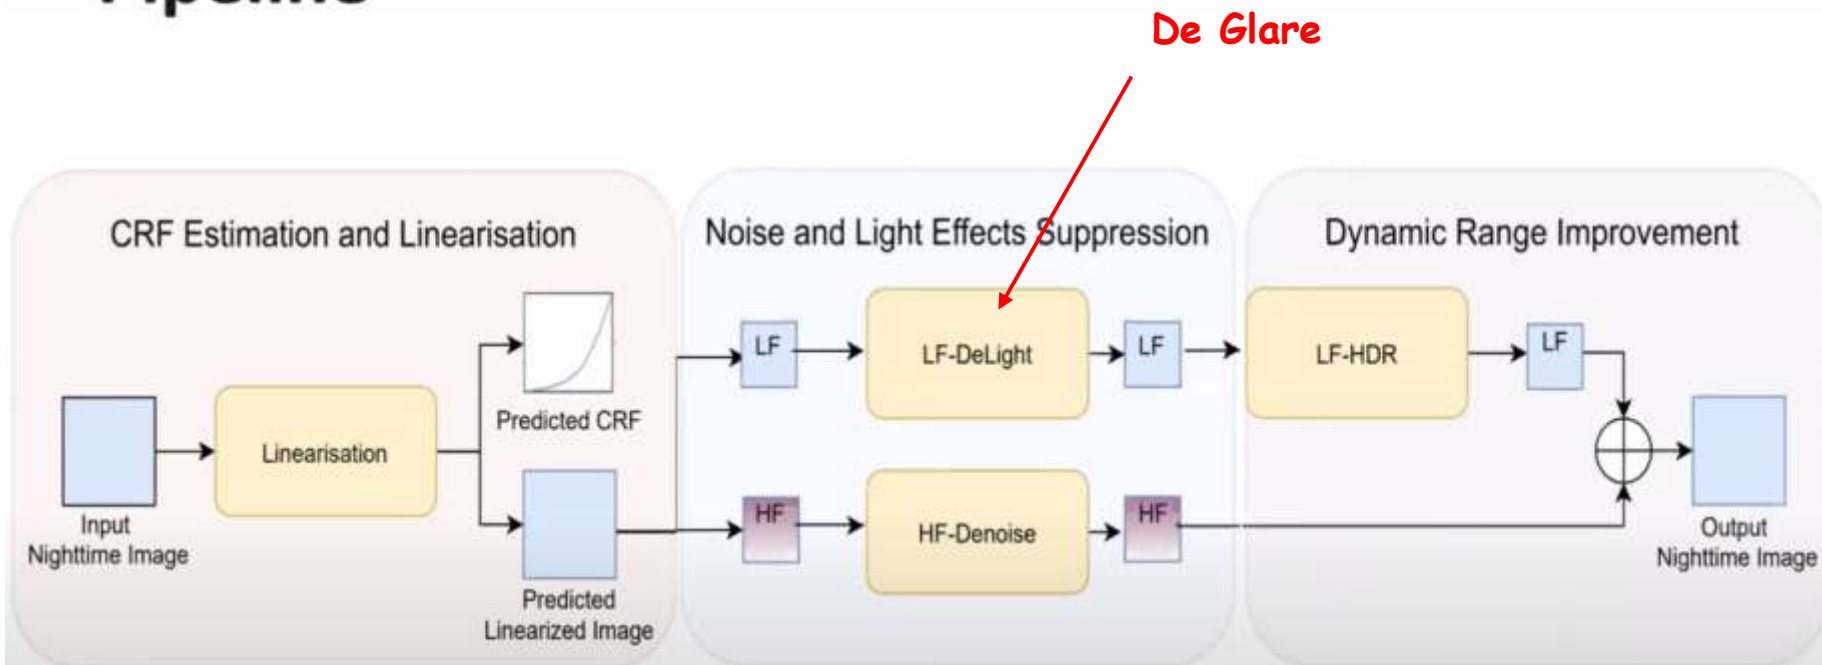 Pipeline
De Glare
CRF Estimation and Linearisation
Noise and Light Effects Suppression
Dynamic Range Improvement
Predicted CRF
LF
LF-DeLight
LF
LF-HDR
LF
Linearisation
Input
Nighttime Image
Predicted
Linearized Image
HF
HF-Denoise
HF
Output
Nighttime Image